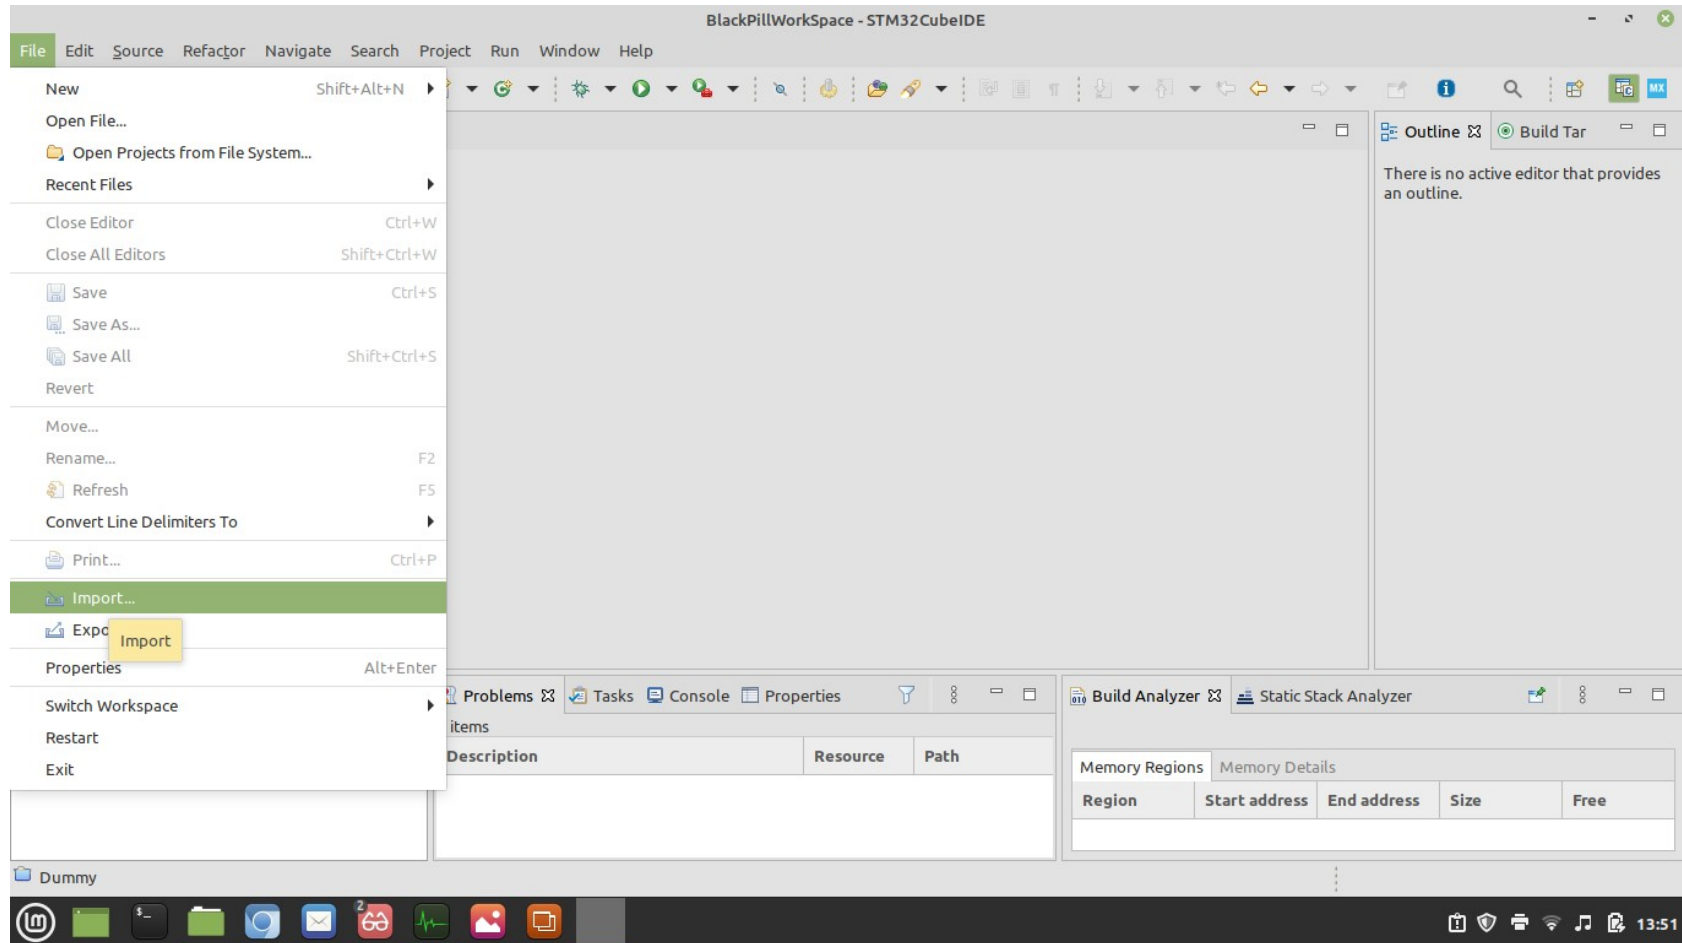 BlackPillWorkSpace - STM32CubeIDE
File Edit Source Refactor Navigate Search Project Run Window Help
New Shift+Alt+N
Open File...
Open Projects from File System...
Recent Files
Close Editor Ctrl+W
Close All Editors Shift+Ctrl+W
Save Ctrl+S
Save As...
Save All Shift+Ctrl+S
Revert
Move...
Rename... F2
Refresh F5
Convert Line Delimiters To
Print... Ctrl+P
Import...
Expo
Import
Properties Alt+Enter
Switch Workspace
Restart
Exit
MX
Outline Build Tar
There is no active editor that provides
an outline.
Problems Tasks Console Properties
items
Description Resource Path
Build Analyzer Static Stack Analyzer
Memory Regions Memory Details
Region Start address End address Size Free
Dummy
$_
2
13:51